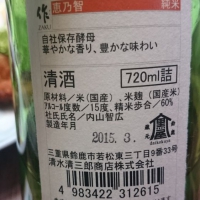 恵乃智 純米
作
ZAKU
自社保存酵母
華やかな香り、豊かな味わい
清酒 720ml詰
原材料／米(国産)、米麹(国産米)
アルコール度数／15度、精米歩合／60%
杜氏氏名／内山智広
製造年月
2015.3.
三重県鈴鹿市若松東三丁目9番33号
清水清三郎商店株式会社
4 983422 312615